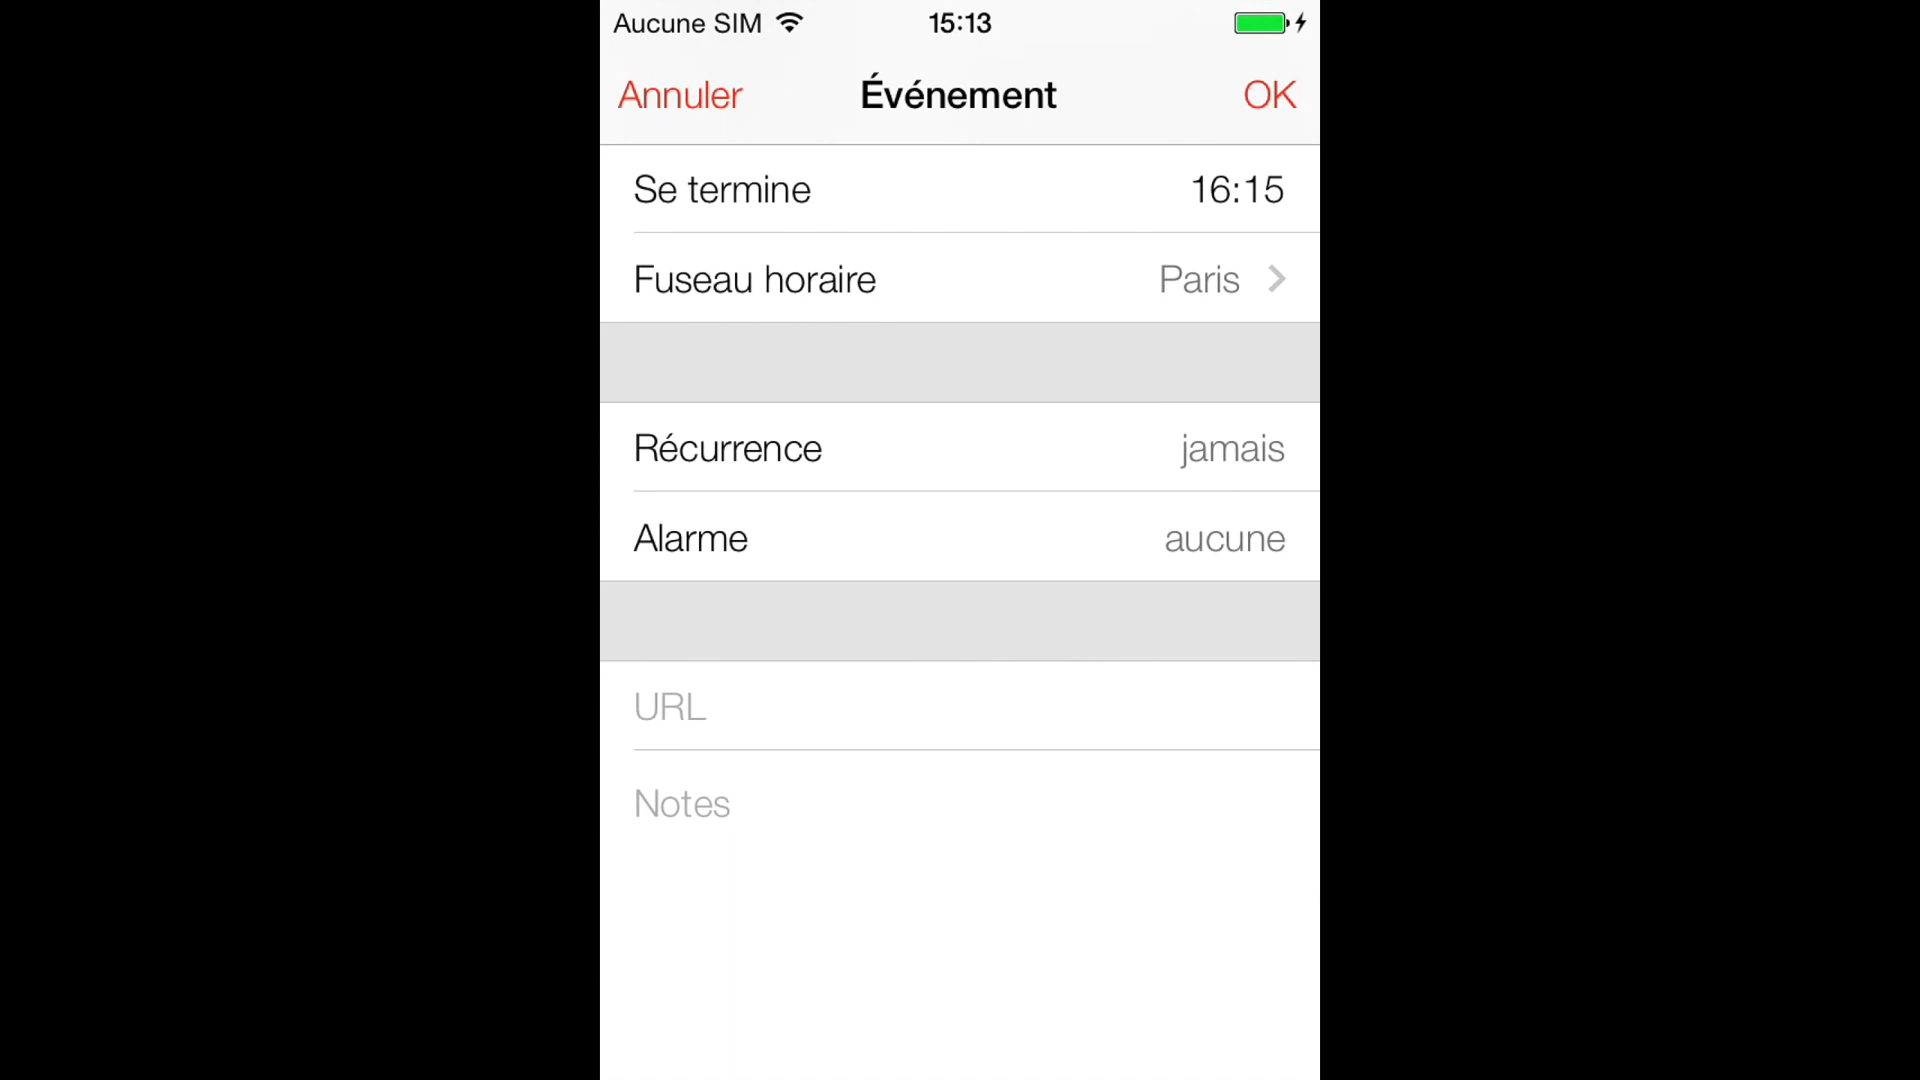 Aucune SIM 15:13
Annuler Événement OK
Se termine 16:15
Fuseau horaire Paris
Récurrence jamais
Alarme aucune
URL
Notes